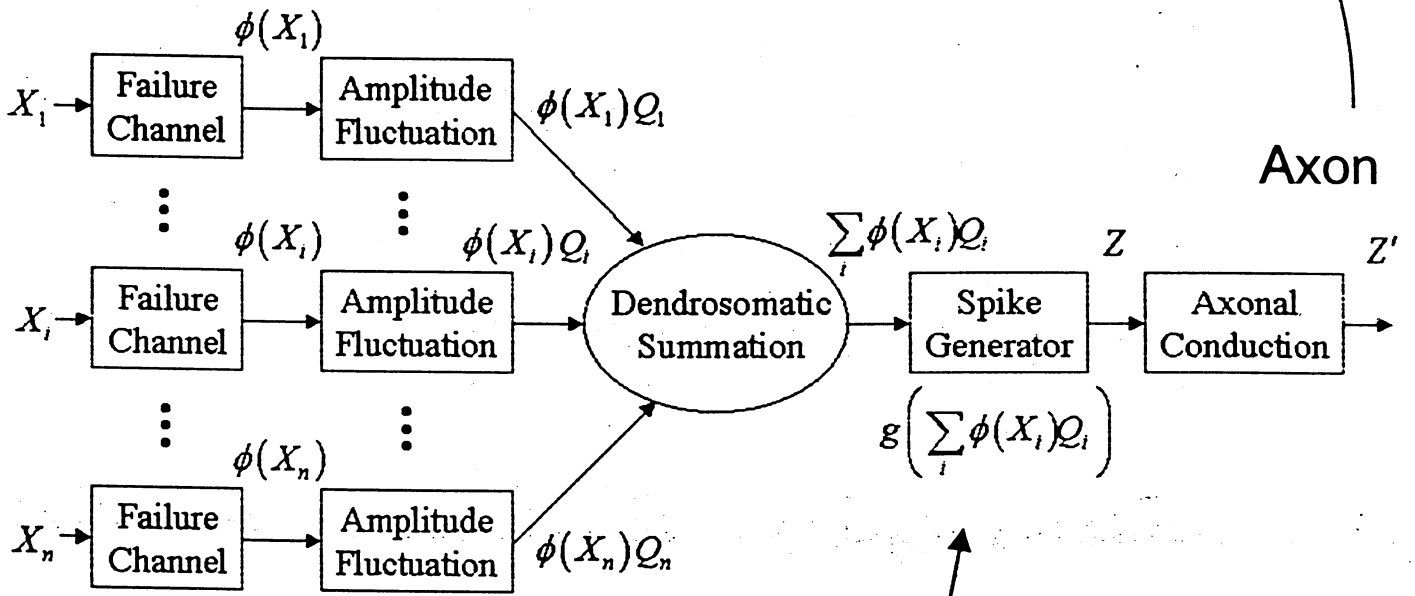 ϕ(X₁)
X₁
Failure
Channel
Amplitude
Fluctuation
ϕ(X₁)Q₁
Axon
ϕ(Xᵢ)
ϕ(Xᵢ)Qᵢ
∑ᵢ ϕ(Xᵢ)Qᵢ
Z
Z'
Xᵢ
Failure
Channel
Amplitude
Fluctuation
Dendrosomatic
Summation
Spike
Generator
Axonal
Conduction
g(∑ᵢ ϕ(Xᵢ)Qᵢ)
ϕ(Xₙ)
Xₙ
Failure
Channel
Amplitude
Fluctuation
ϕ(Xₙ)Qₙ